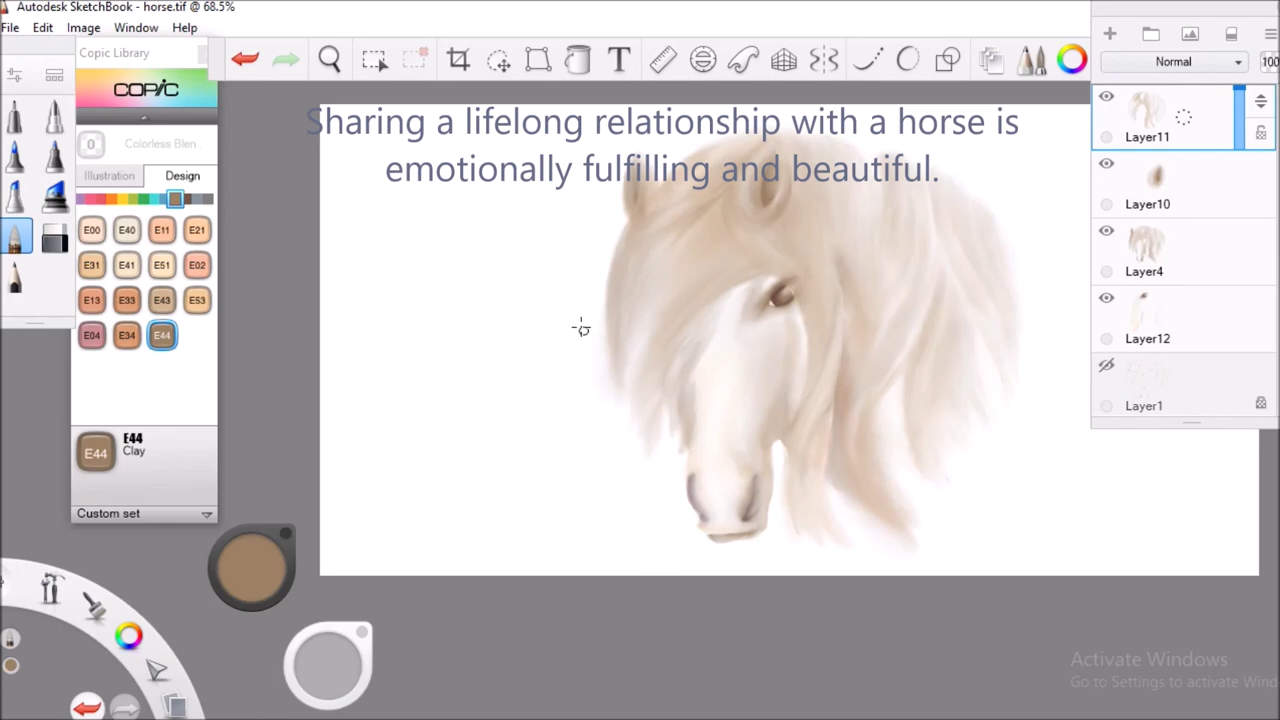 Autodesk SketchBook - horse.tif @ 68.5%
File Edit Image Window Help
Copic Library
COPIC
0 Colorless Blen...
Illustration Design
E00 E40 E11 E21
E31 E41 E51 E02
E13 E33 E43 E53
E04 E34 E44
E44 E44
Clay
Custom set
T
Sharing a lifelong relationship with a horse is
emotionally fulfilling and beautiful.
Normal 100
Layer11
Layer10
Layer4
Layer12
Layer1
Activate Windows
Go to Settings to activate Wind